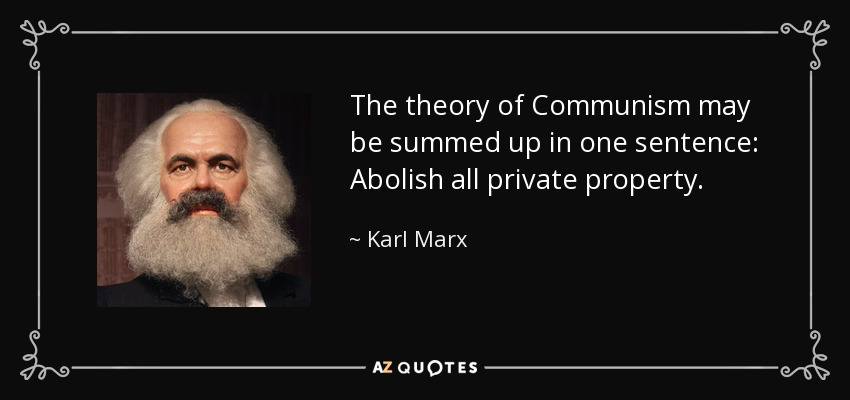 The theory of Communism may
be summed up in one sentence:
Abolish all private property.
~ Karl Marx
AZ QUOTES